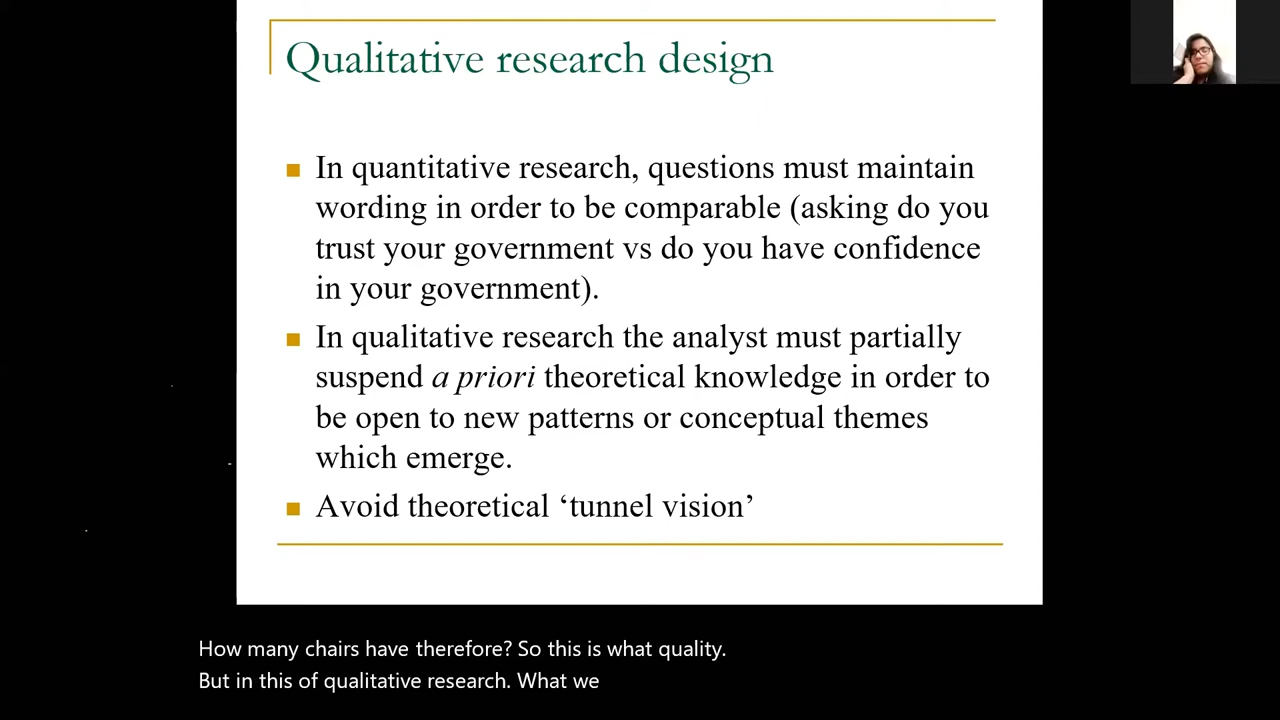 Qualitative research design
In quantitative research, questions must maintain
wording in order to be comparable (asking do you
trust your government vs do you have confidence
in your government).
In qualitative research the analyst must partially
suspend a priori theoretical knowledge in order to
be open to new patterns or conceptual themes
which emerge.
Avoid theoretical ‘tunnel vision’
How many chairs have therefore? So this is what quality.
But in this of qualitative research. What we